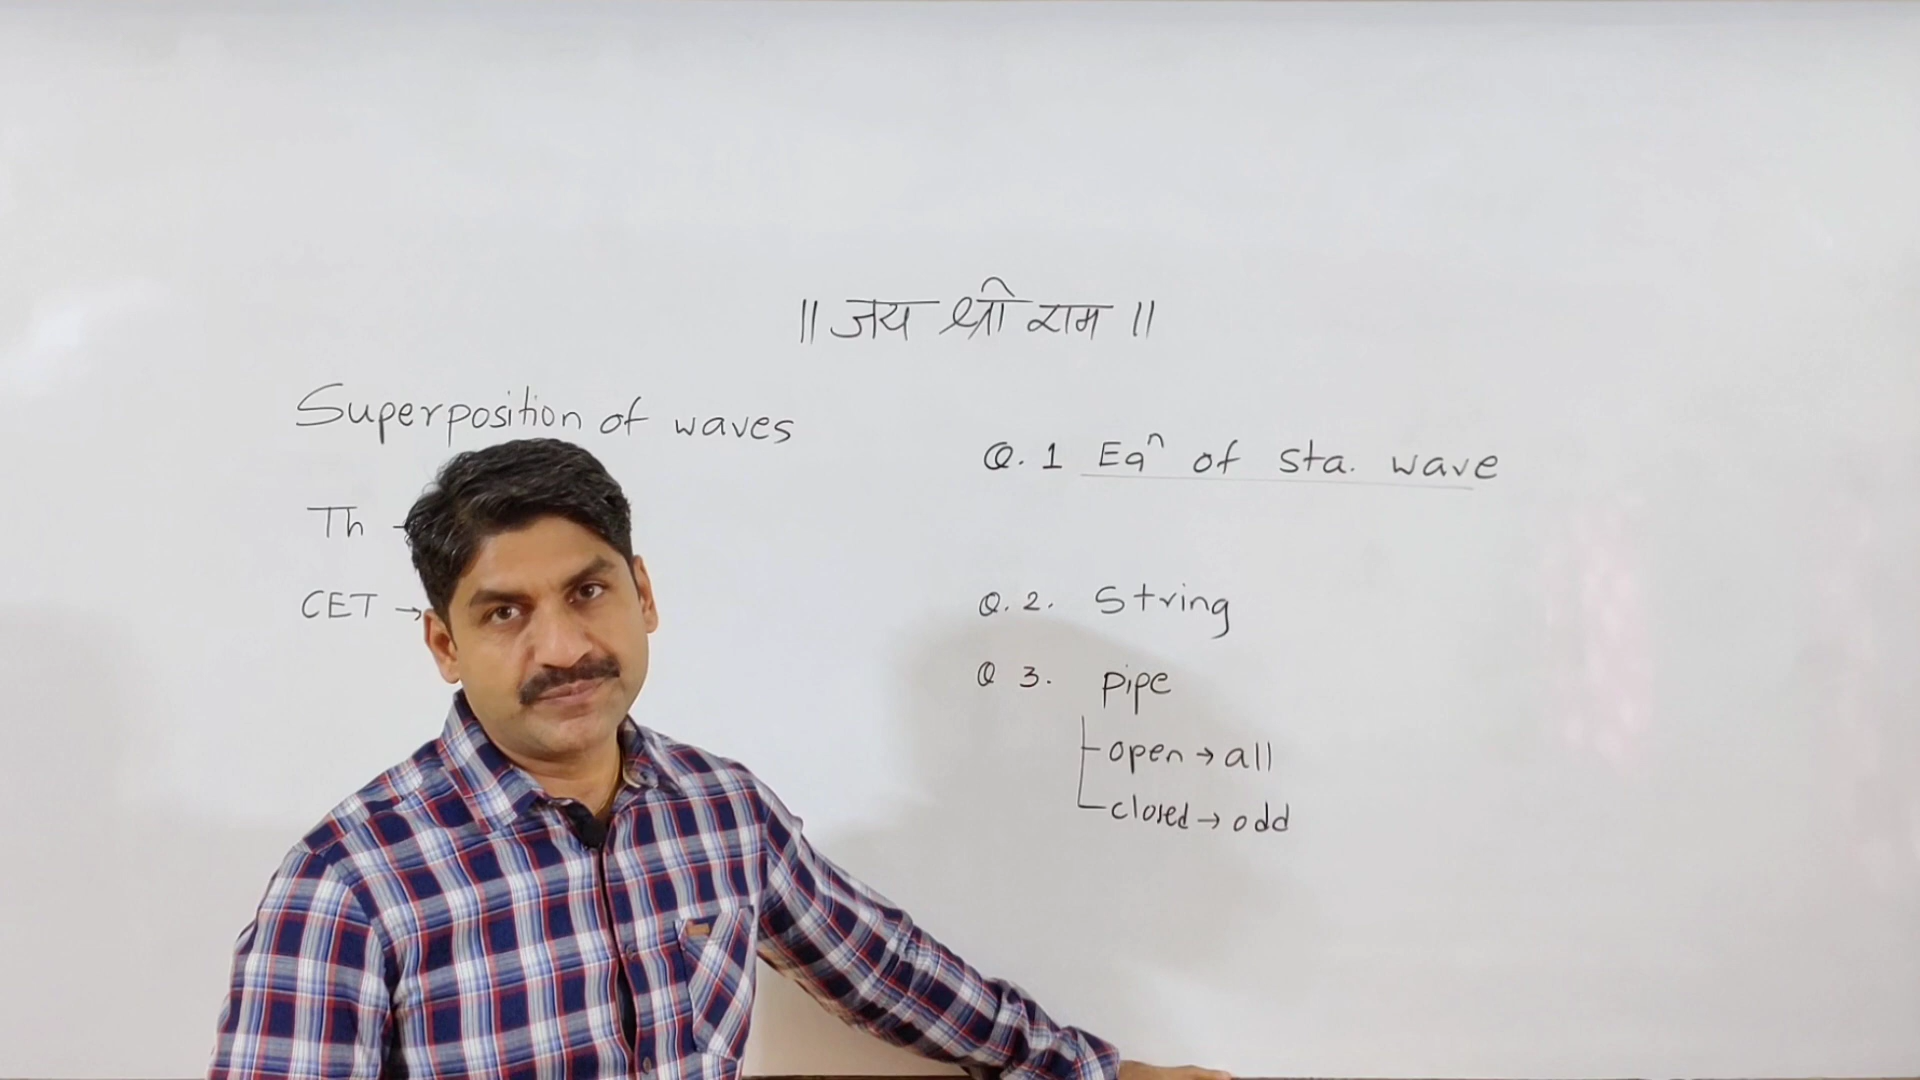 ॥ जय श्री राम ॥
Superposition of waves
Th →
CET →
Q. 1 Eqⁿ of sta. wave
Q. 2. String
Q 3. pipe
open → all
closed → odd